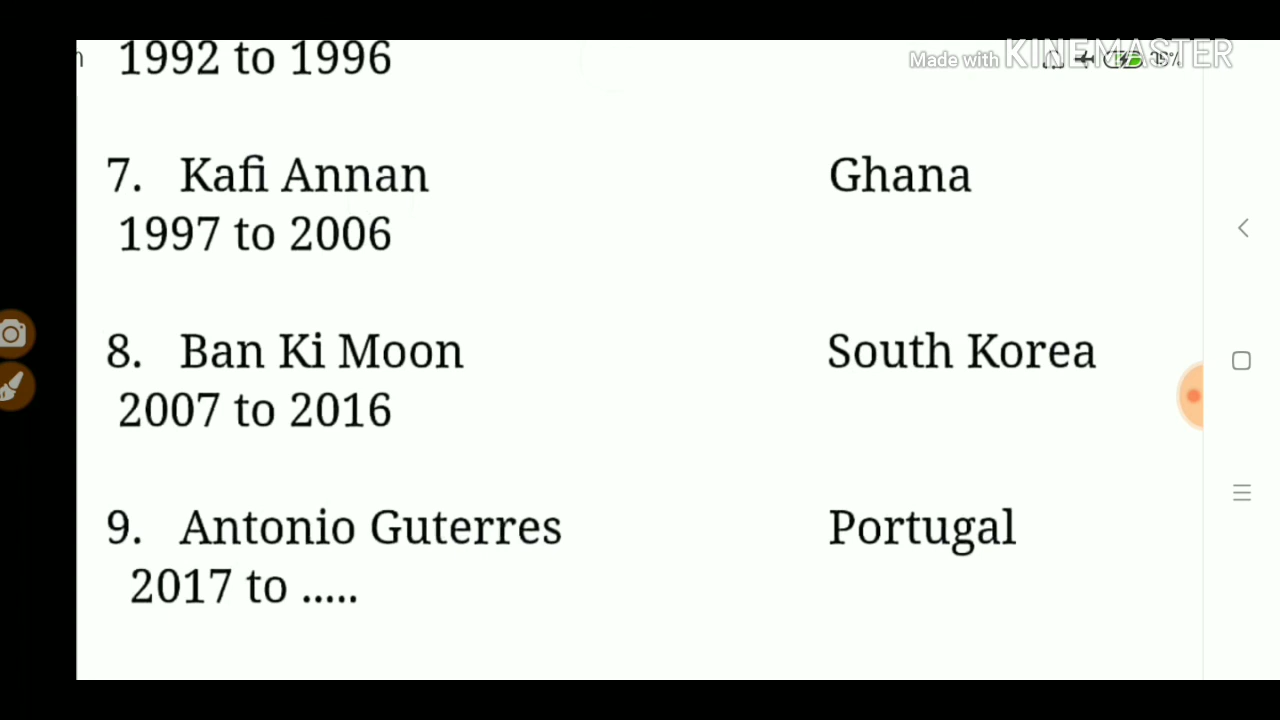 1992 to 1996
Made with KINEMASTER
7. Kafi Annan Ghana
1997 to 2006
8. Ban Ki Moon South Korea
2007 to 2016
9. Antonio Guterres Portugal
2017 to .....